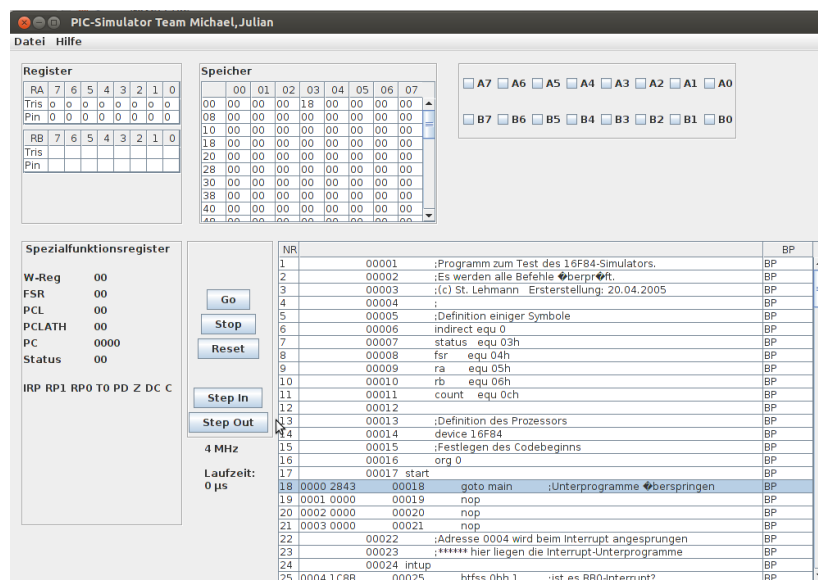 PIC-Simulator Team Michael,Julian
Datei Hilfe
Register
RA 7 6 5 4 3 2 1 0
Tris o o o o o o o o
Pin 0 0 0 0 0 0 0 0
RB 7 6 5 4 3 2 1 0
Tris
Pin
Speicher
00 01 02 03 04 05 06 07
00 00 00 00 18 00 00 00 00
08 00 00 00 00 00 00 00 00
10 00 00 00 00 00 00 00 00
18 00 00 00 00 00 00 00 00
20 00 00 00 00 00 00 00 00
28 00 00 00 00 00 00 00 00
30 00 00 00 00 00 00 00 00
38 00 00 00 00 00 00 00 00
40 00 00 00 00 00 00 00 00
A7 A6 A5 A4 A3 A2 A1 A0
B7 B6 B5 B4 B3 B2 B1 B0
Spezialfunktionsregister
W-Reg 00
FSR 00
PCL 00
PCLATH 00
PC 0000
Status 00
IRP RP1 RP0 T0 PD Z DC C
Go
Stop
Reset
Step In
Step Out
4 MHz
Laufzeit:
0 µs
NR BP
1 00001 ;Programm zum Test des 16F84-Simulators. BP
2 00002 ;Es werden alle Befehle �berpr�ft. BP
3 00003 ;(c) St. Lehmann Ersterstellung: 20.04.2005 BP
4 00004 ; BP
5 00005 ;Definition einiger Symbole BP
6 00006 indirect equ 0 BP
7 00007 status equ 03h BP
8 00008 fsr equ 04h BP
9 00009 ra equ 05h BP
10 00010 rb equ 06h BP
11 00011 count equ 0ch BP
12 00012 BP
13 00013 ;Definition des Prozessors BP
14 00014 device 16F84 BP
15 00015 ;Festlegen des Codebeginns BP
16 00016 org 0 BP
17 00017 start BP
18 0000 2843 00018 goto main ;Unterprogramme �berspringen BP
19 0001 0000 00019 nop BP
20 0002 0000 00020 nop BP
21 0003 0000 00021 nop BP
22 00022 ;Adresse 0004 wird beim Interrupt angesprungen BP
23 00023 ;****** hier liegen die Interrupt-Unterprogramme BP
24 00024 intup BP
25 0004 1C8B 00025 btfss 0bh,1 ;ist es RB0-Interrupt? BP